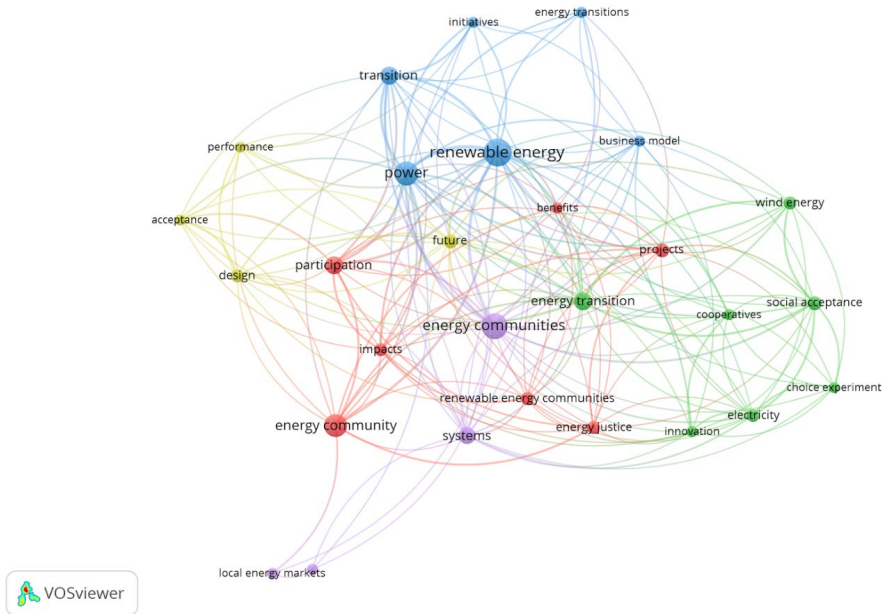 energy transitions
initiatives
transition
business model
performance
renewable energy
power
wind energy
benefits
acceptance
future
projects
participation
design
energy transition
social acceptance
cooperatives
energy communities
impacts
choice experiment
renewable energy communities
electricity
energy community
energy justice
innovation
systems
local energy markets
VOSviewer